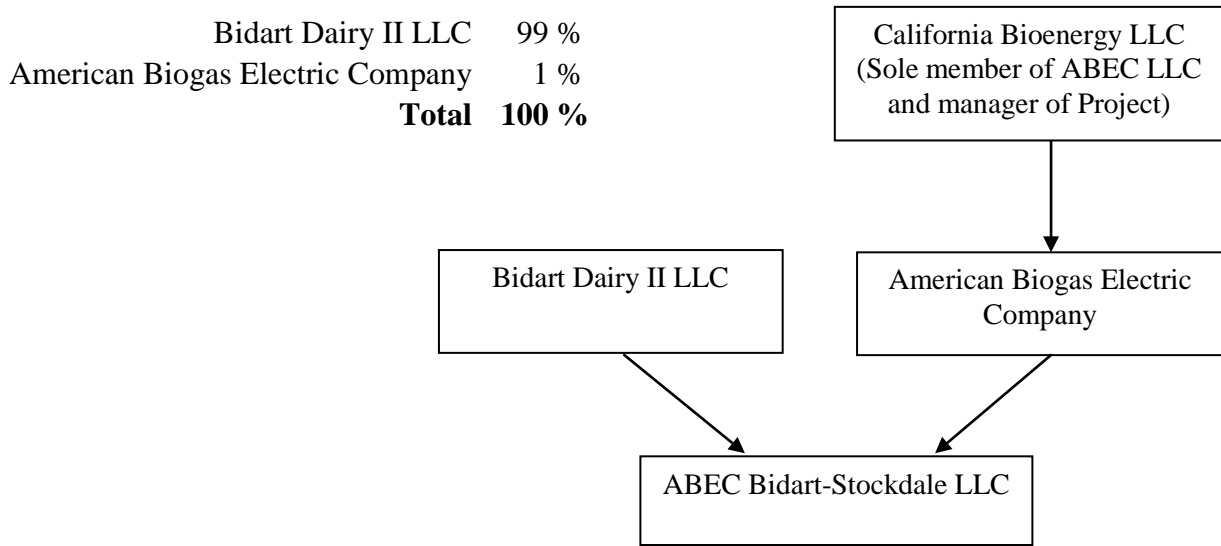 Bidart Dairy II LLC 99 %
American Biogas Electric Company 1 %
Total 100 %
California Bioenergy LLC
(Sole member of ABEC LLC
and manager of Project)
Bidart Dairy II LLC
American Biogas Electric
Company
ABEC Bidart-Stockdale LLC